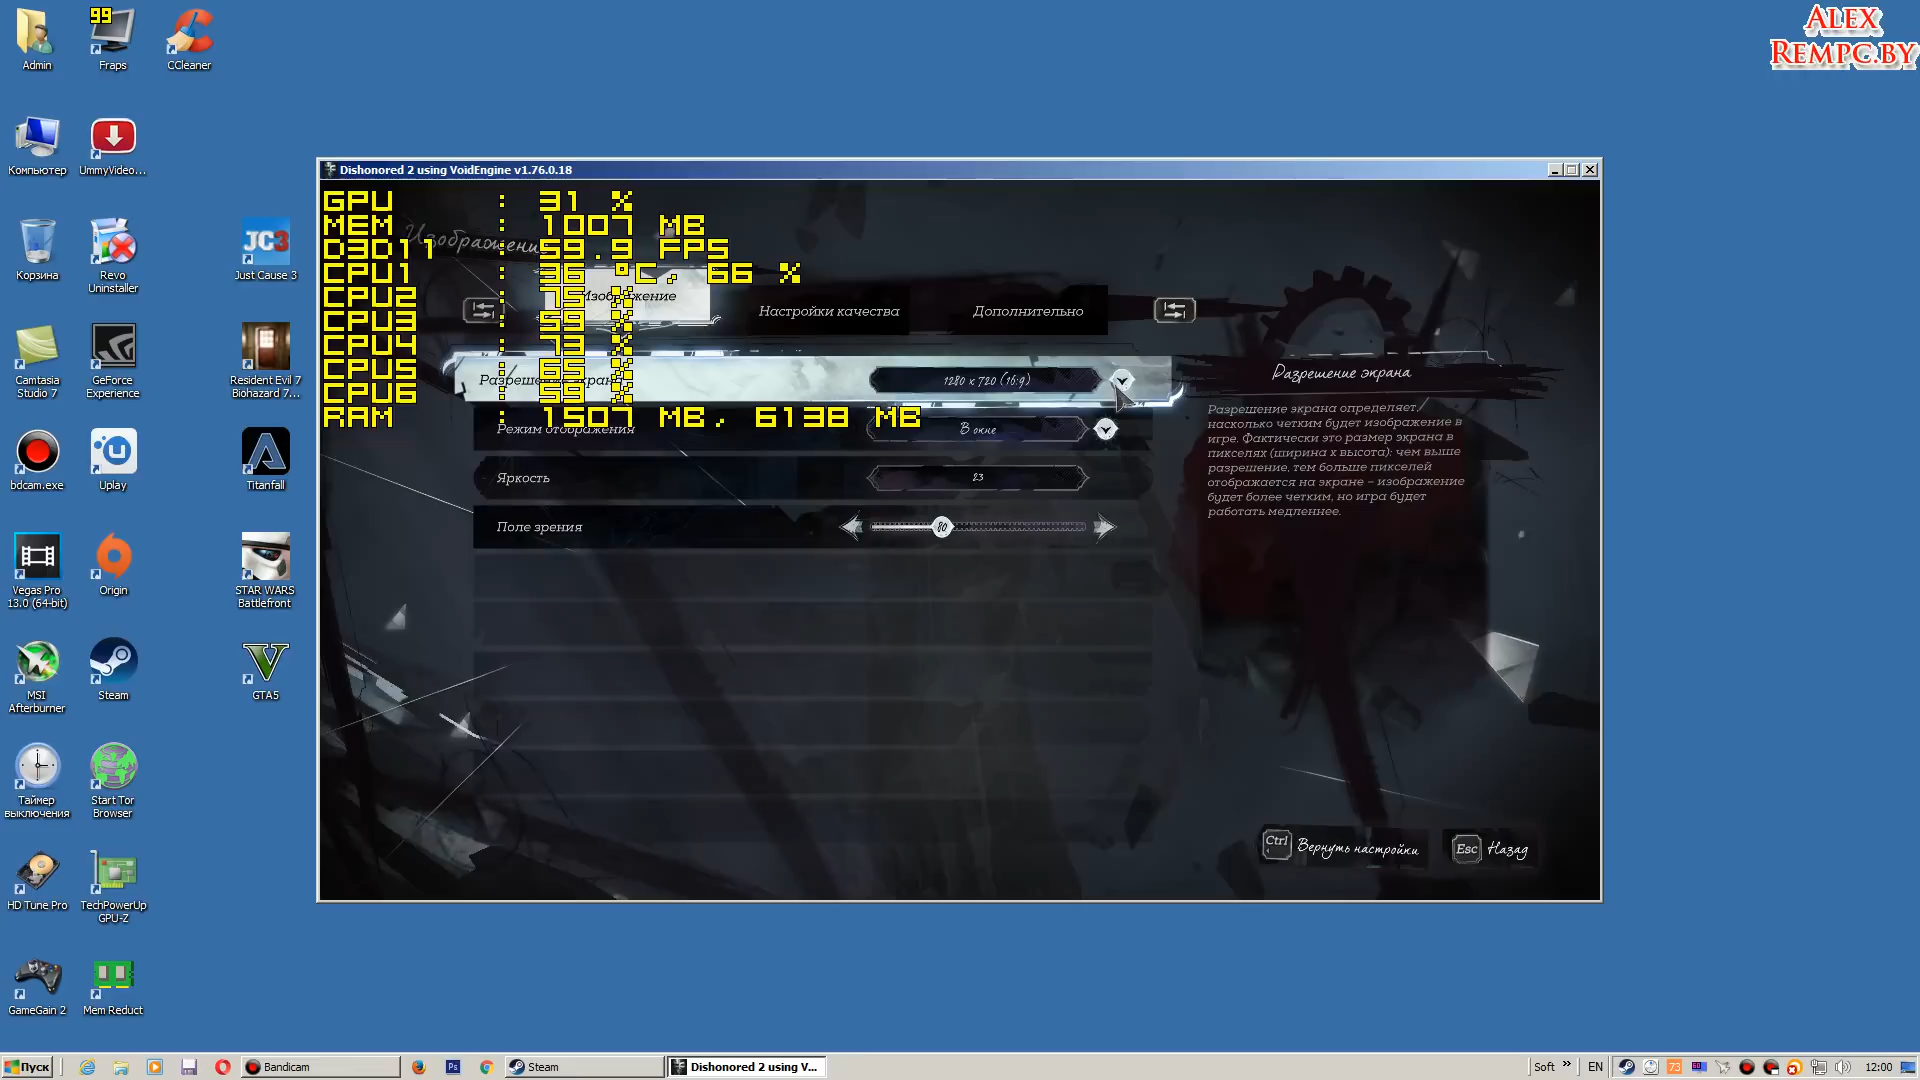 Admin
99
Fraps
CCleaner
ALEX
REMPC.BY
Компьютер
UmmyVideo...
Корзина
Revo
Uninstaller
JC3
Just Cause 3
Camtasia
Studio 7
GeForce
Experience
Resident Evil 7
Biohazard 7...
bdcam.exe
Uplay
Titanfall
Vegas Pro
13.0 (64-bit)
Origin
STAR WARS
Battlefront
MSI
Afterburner
Steam
GTA5
Таймер
выключения
Start Tor
Browser
HD Tune Pro
TechPowerUp
GPU-Z
GameGain 2
Mem Reduct
Dishonored 2 using VoidEngine v1.76.0.18
GPU : 31 %
MEM : 1007 MB
Изображение
D3D11 : 59.9 FPS
CPU1 : 36 °C, 66 %
CPU2 : 75 %
CPU3 : 59 %
CPU4 : 73 %
CPU5 : 65 %
CPU6 : 59 %
RAM : 1507 MB, 6138 MB
Изображение
Настройки качества
Дополнительно
Разрешение экрана
1280 x 720 (16:9)
Режим отображения
В окне
Яркость
23
Поле зрения
80
Разрешение экрана
Разрешение экрана определяет,
насколько четким будет изображение в
игре. Фактически это размер экрана в
пикселях (ширина x высота): чем выше
разрешение, тем больше пикселей
отображается на экране – изображение
будет более четким, но игра будет
работать медленнее.
Ctrl Вернуть настройки
Esc Назад
Пуск
Bandicam
Ps
Steam
Dishonored 2 using V...
Soft »
EN
73
12:00